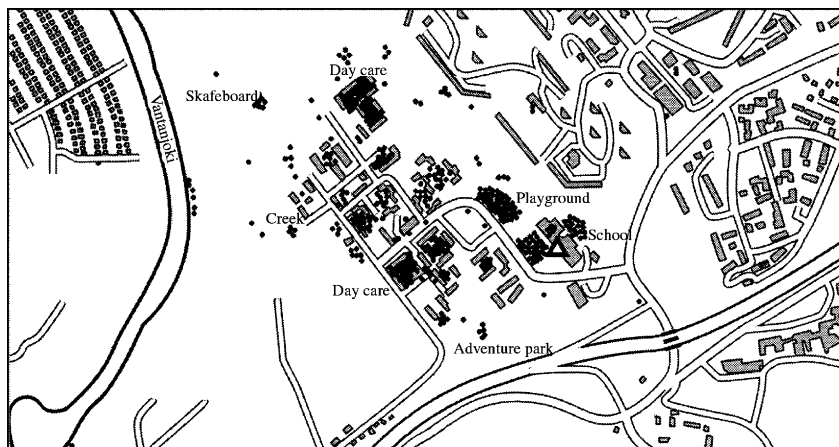 Day care
Skafeboard
Vantanjoki
Playground
Creek
School
Day care
Adventure park